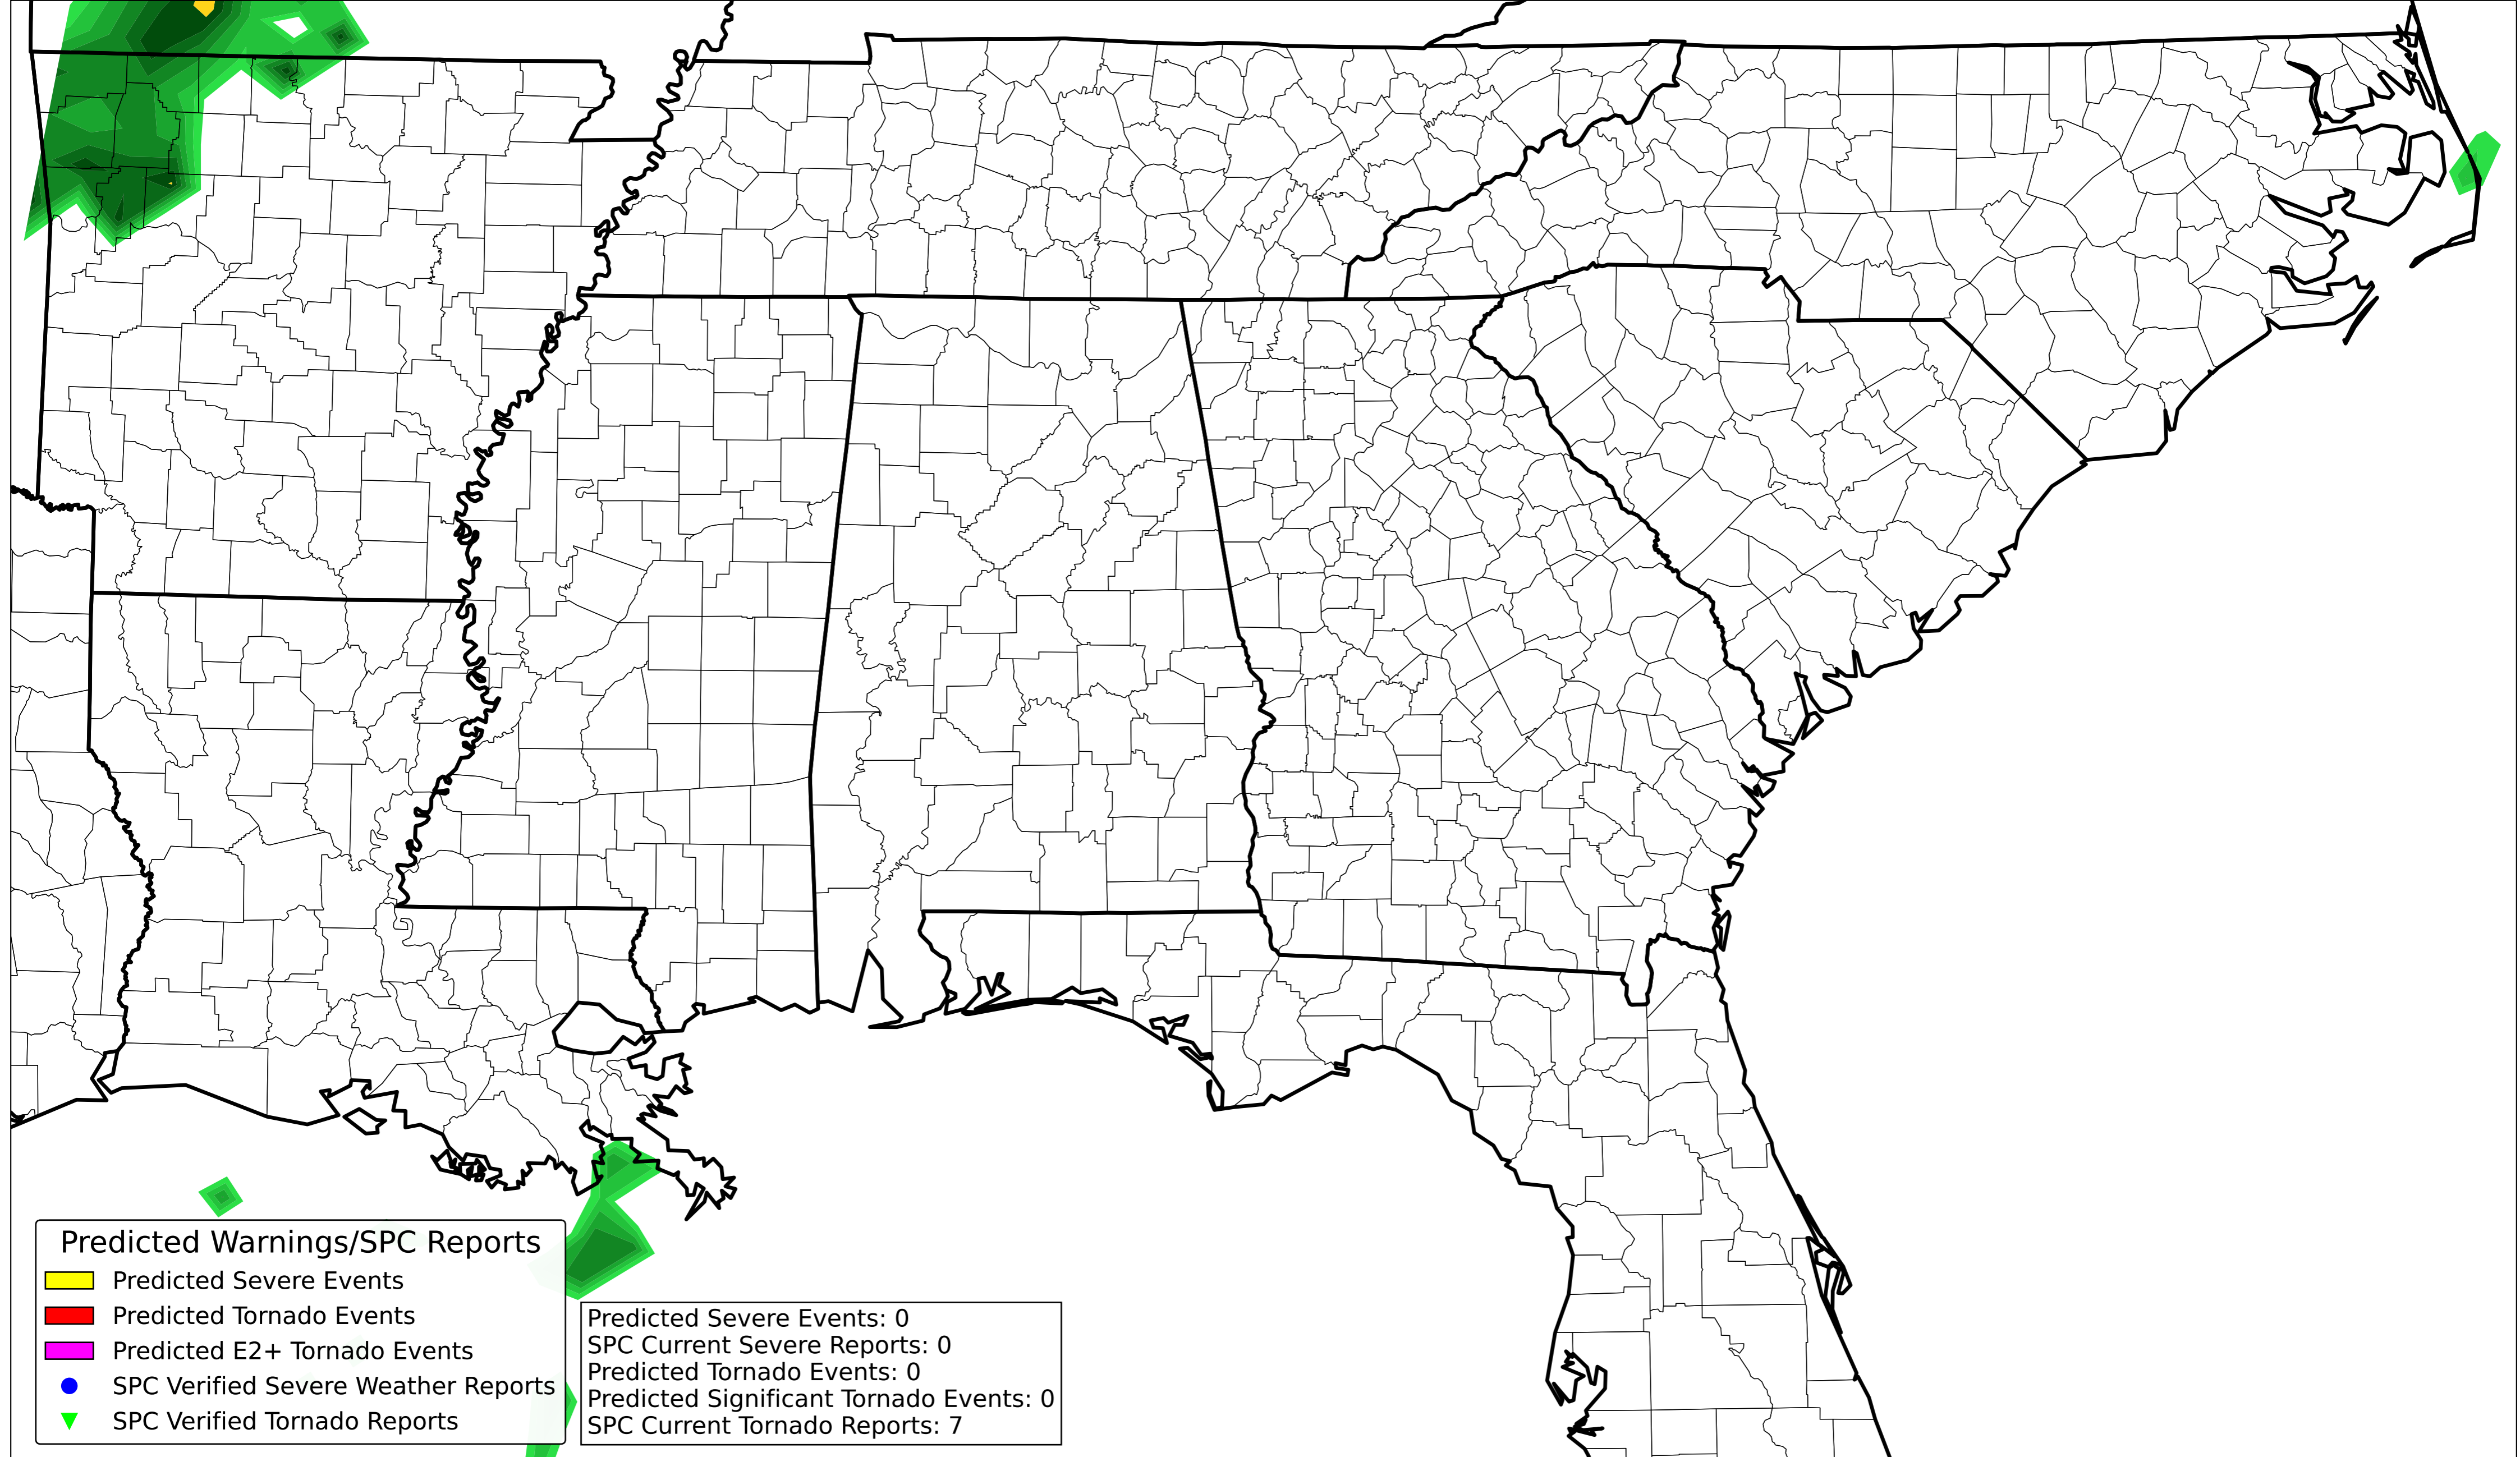 Predicted Warnings/SPC Reports
Predicted Severe Events
Predicted Tornado Events
Predicted E2+ Tornado Events
SPC Verified Severe Weather Reports
SPC Verified Tornado Reports
Predicted Severe Events: 0
SPC Current Severe Reports: 0
Predicted Tornado Events: 0
Predicted Significant Tornado Events: 0
SPC Current Tornado Reports: 7